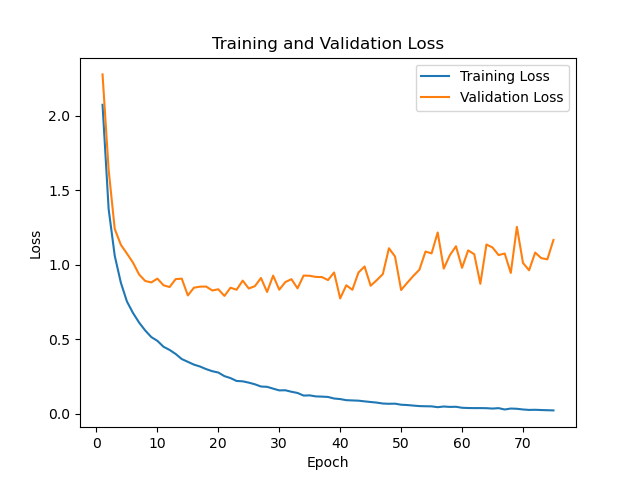 Training and Validation Loss
Training Loss
Validation Loss
2.0
1.5
1.0
0.5
0.0
Loss
0 10 20 30 40 50 60 70
Epoch